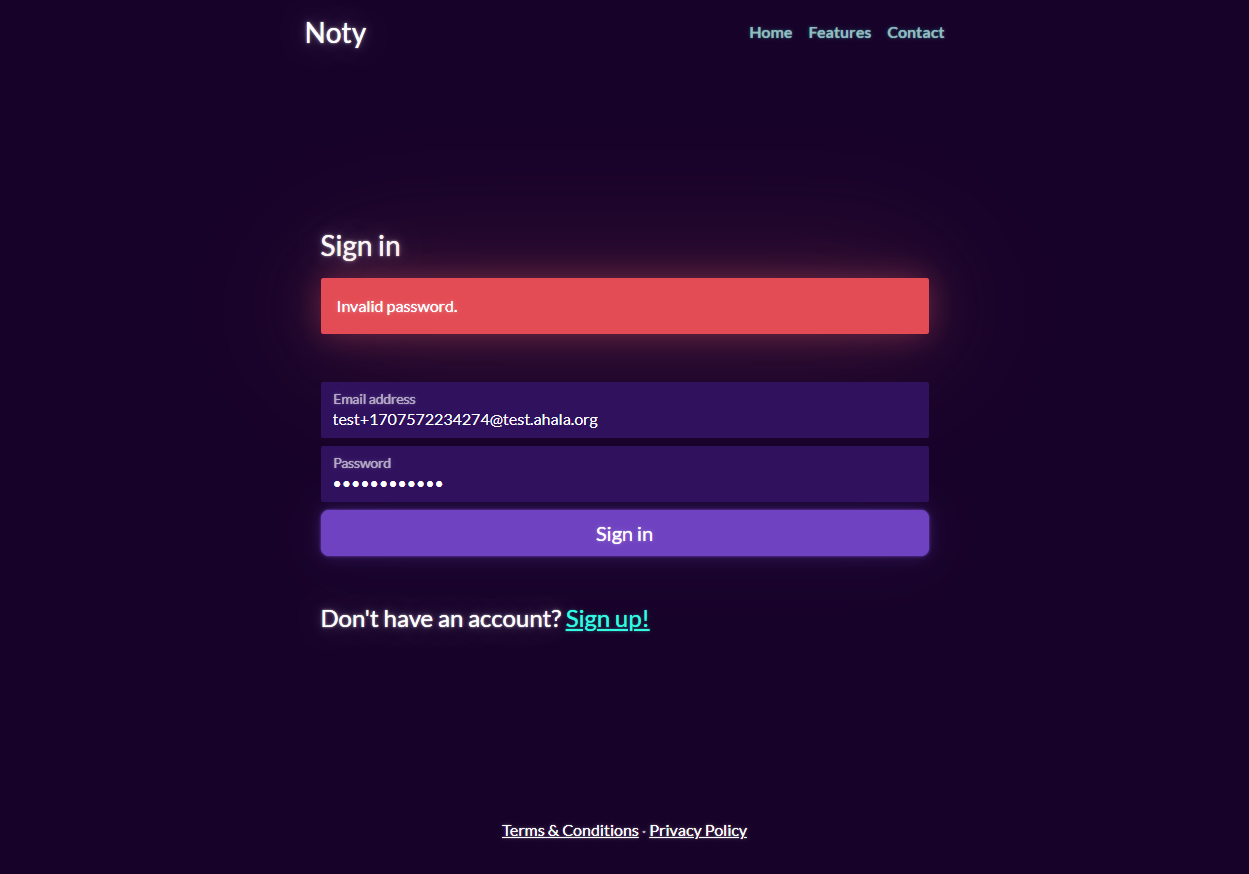 Noty
Home Features Contact
Sign in
Invalid password.
Email address
test+1707572234274@test.ahala.org
Password
••••••••••••
Sign in
Don't have an account? Sign up!
Terms & Conditions · Privacy Policy